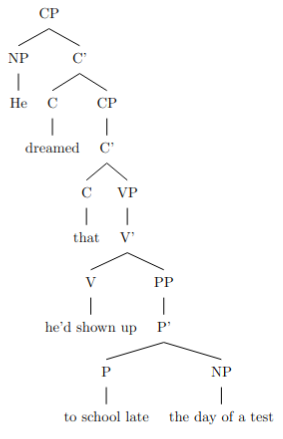 CP
NP C'
He C CP
dreamed C'
C VP
that V'
V PP
he'd shown up P'
P NP
to school late the day of a test